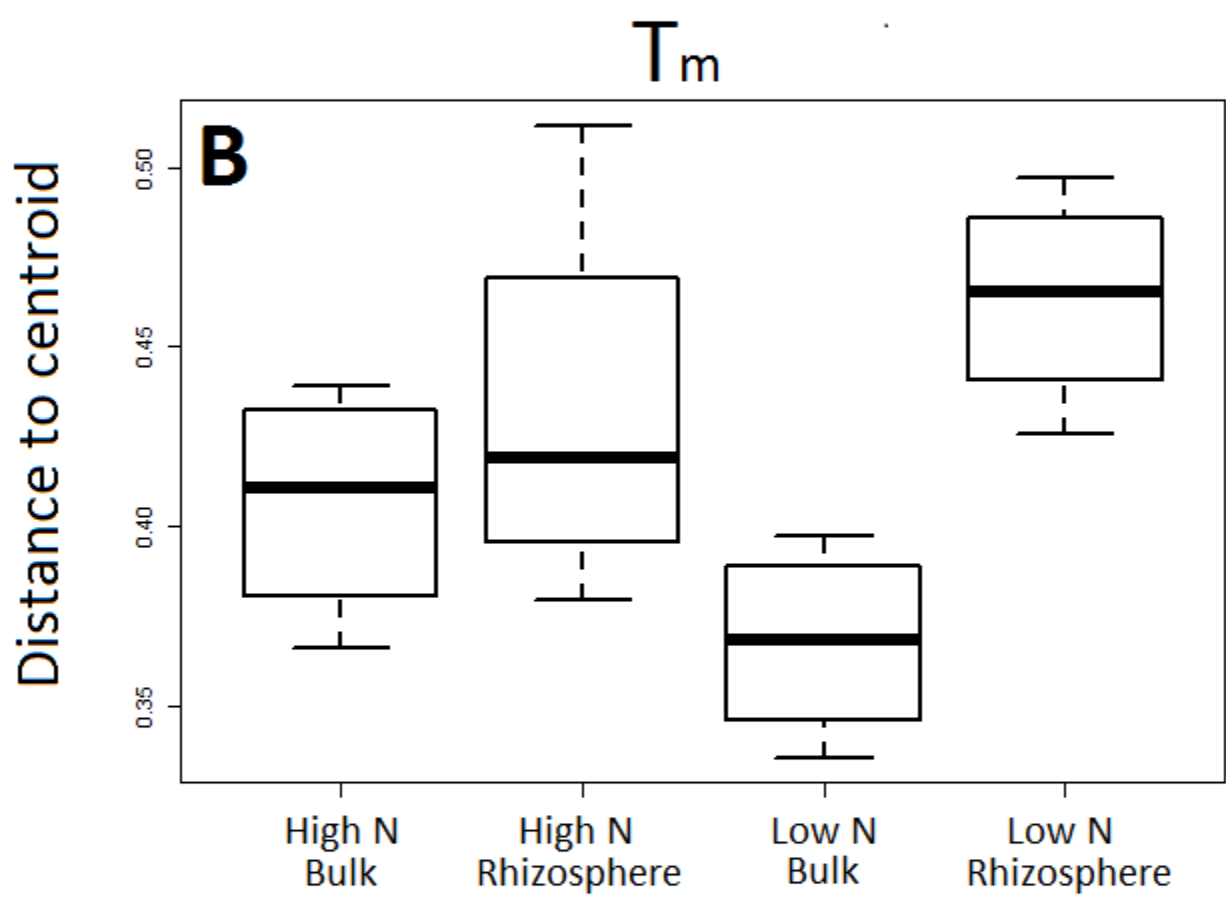 Tm
B
Distance to centroid
0.50
0.45
0.40
0.35
High N
Bulk
High N
Rhizosphere
Low N
Bulk
Low N
Rhizosphere